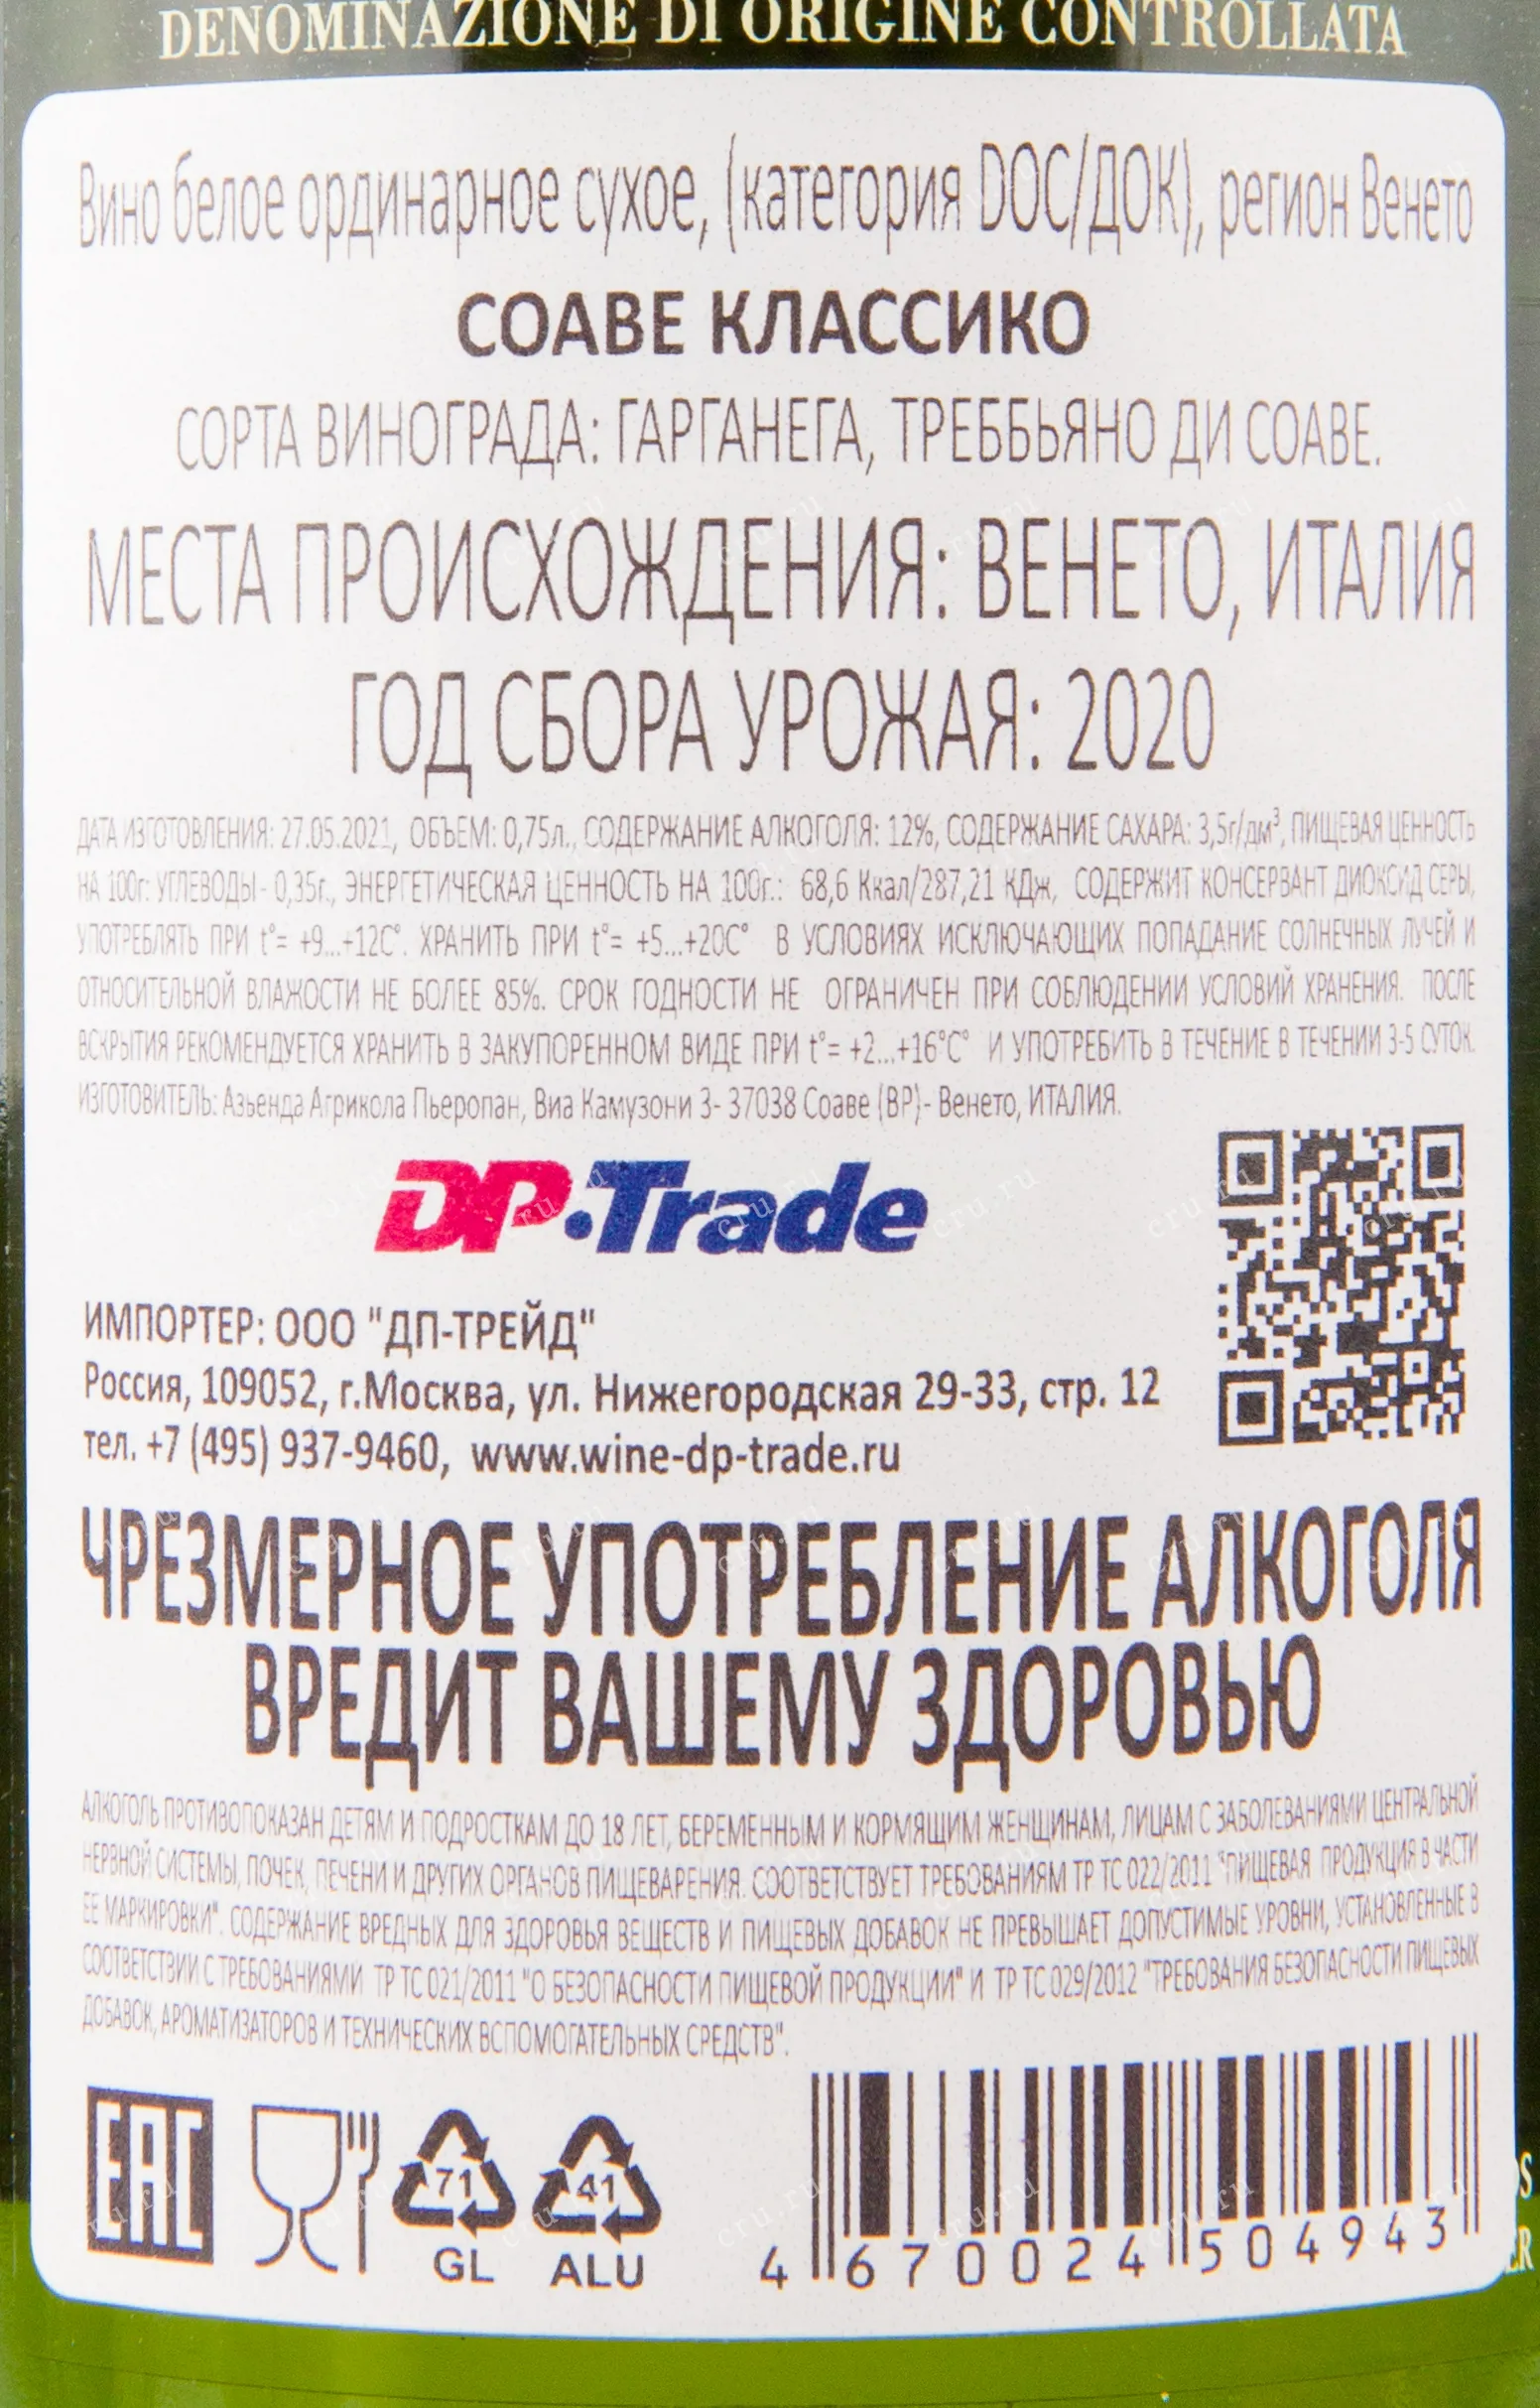 DENOMINAZIONE DI ORIGINE CONTROLLATA
Вино белое ординарное сухое, (категория DOC/ДОК), регион Венето
СОАВЕ КЛАССИКО
СОРТА ВИНОГРАДА: ГАРГАНЕГА, ТРЕББЬЯНО ДИ СОАВЕ.
МЕСТА ПРОИСХОЖДЕНИЯ: ВЕНЕТО, ИТАЛИЯ
ГОД СБОРА УРОЖАЯ: 2020
ДАТА ИЗГОТОВЛЕНИЯ: 27.05.2021, ОБЪЕМ: 0,75л., СОДЕРЖАНИЕ АЛКОГОЛЯ: 12%, СОДЕРЖАНИЕ САХАРА: 3,5г/дм³, ПИЩЕВАЯ ЦЕННОСТЬ
НА 100г: УГЛЕВОДЫ - 0,35г., ЭНЕРГЕТИЧЕСКАЯ ЦЕННОСТЬ НА 100г.: 68,6 Ккал/287,21 КДж, СОДЕРЖИТ КОНСЕРВАНТ ДИОКСИД СЕРЫ,
УПОТРЕБЛЯТЬ ПРИ t°= +9...+12С°. ХРАНИТЬ ПРИ t°= +5...+20С° В УСЛОВИЯХ ИСКЛЮЧАЮЩИХ ПОПАДАНИЕ СОЛНЕЧНЫХ ЛУЧЕЙ И
ОТНОСИТЕЛЬНОЙ ВЛАЖОСТИ НЕ БОЛЕЕ 85%. СРОК ГОДНОСТИ НЕ ОГРАНИЧЕН ПРИ СОБЛЮДЕНИИ УСЛОВИЙ ХРАНЕНИЯ. ПОСЛЕ
ВСКРЫТИЯ РЕКОМЕНДУЕТСЯ ХРАНИТЬ В ЗАКУПОРЕННОМ ВИДЕ ПРИ t°= +2...+16°С° И УПОТРЕБИТЬ В ТЕЧЕНИЕ В ТЕЧЕНИИ 3-5 СУТОК.
ИЗГОТОВИТЕЛЬ: Азьенда Агрикола Пьеропан, Виа Камузони 3- 37038 Соаве (ВР)- Венето, ИТАЛИЯ.
DP·Trade
ИМПОРТЕР: ООО "ДП-ТРЕЙД"
Россия, 109052, г.Москва, ул. Нижегородская 29-33, стр. 12
тел. +7 (495) 937-9460, www.wine-dp-trade.ru
ЧРЕЗМЕРНОЕ УПОТРЕБЛЕНИЕ АЛКОГОЛЯ
ВРЕДИТ ВАШЕМУ ЗДОРОВЬЮ
АЛКОГОЛЬ ПРОТИВОПОКАЗАН ДЕТЯМ И ПОДРОСТКАМ ДО 18 ЛЕТ, БЕРЕМЕННЫМ И КОРМЯЩИМ ЖЕНЩИНАМ, ЛИЦАМ С ЗАБОЛЕВАНИЯМИ ЦЕНТРАЛЬНОЙ
НЕРВНОЙ СИСТЕМЫ, ПОЧЕК, ПЕЧЕНИ И ДРУГИХ ОРГАНОВ ПИЩЕВАРЕНИЯ. СООТВЕТСТВУЕТ ТРЕБОВАНИЯМ ТР ТС 022/2011 "ПИЩЕВАЯ ПРОДУКЦИЯ В ЧАСТИ
ЕЕ МАРКИРОВКИ". СОДЕРЖАНИЕ ВРЕДНЫХ ДЛЯ ЗДОРОВЬЯ ВЕЩЕСТВ И ПИЩЕВЫХ ДОБАВОК НЕ ПРЕВЫШАЕТ ДОПУСТИМЫЕ УРОВНИ, УСТАНОВЛЕННЫЕ В
СООТВЕТСТВИИ С ТРЕБОВАНИЯМИ ТР ТС 021/2011 "О БЕЗОПАСНОСТИ ПИЩЕВОЙ ПРОДУКЦИИ" И ТР ТС 029/2012 "ТРЕБОВАНИЯ БЕЗОПАСНОСТИ ПИЩЕВЫХ
ДОБАВОК, АРОМАТИЗАТОРОВ И ТЕХНИЧЕСКИХ ВСПОМОГАТЕЛЬНЫХ СРЕДСТВ".
EAC
71
GL
41
ALU
4 670024 504943
cru.ru